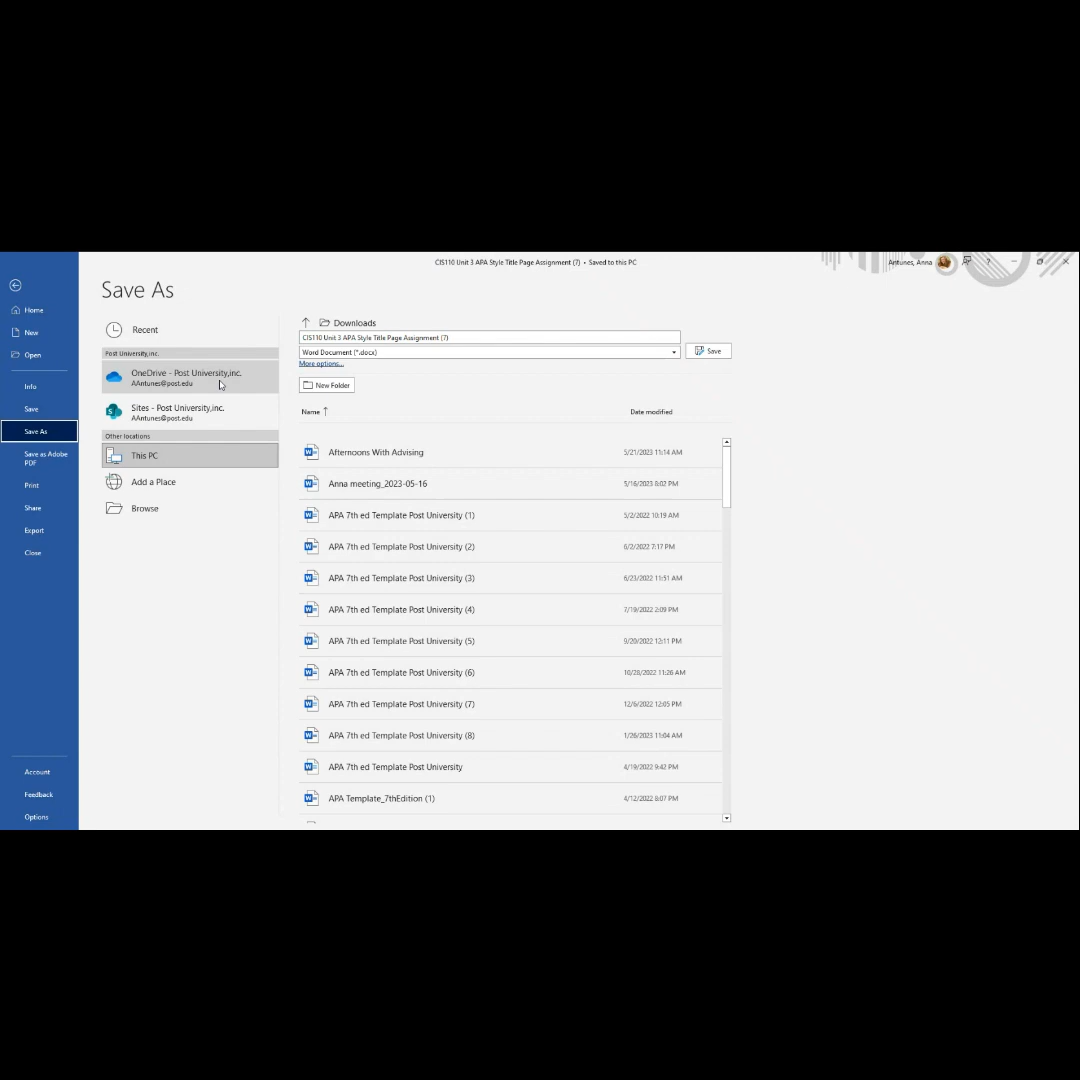 CIS110 Unit 3 APA Style Title Page Assignment (7) • Saved to this PC
Antunes, Anna
?
Home
New
Open
Info
Save
Save As
Save as Adobe
PDF
Print
Share
Export
Close
Account
Feedback
Options
Save As
Recent
Post University,inc.
OneDrive - Post University,inc.
AAntunes@post.edu
Sites - Post University,inc.
AAntunes@post.edu
Other locations
This PC
Add a Place
Browse
Downloads
CIS110 Unit 3 APA Style Title Page Assignment (7)
Word Document (*.docx)
Save
More options...
New Folder
Name Date modified
Afternoons With Advising 5/21/2023 11:14 AM
Anna meeting_2023-05-16 5/16/2023 8:02 PM
APA 7th ed Template Post University (1) 5/2/2022 10:19 AM
APA 7th ed Template Post University (2) 6/2/2022 7:17 PM
APA 7th ed Template Post University (3) 6/23/2022 11:51 AM
APA 7th ed Template Post University (4) 7/19/2022 2:09 PM
APA 7th ed Template Post University (5) 9/20/2022 12:11 PM
APA 7th ed Template Post University (6) 10/28/2022 11:26 AM
APA 7th ed Template Post University (7) 12/6/2022 12:05 PM
APA 7th ed Template Post University (8) 1/26/2023 11:04 AM
APA 7th ed Template Post University 4/19/2022 9:42 PM
APA Template_7thEdition (1) 4/12/2022 8:07 PM